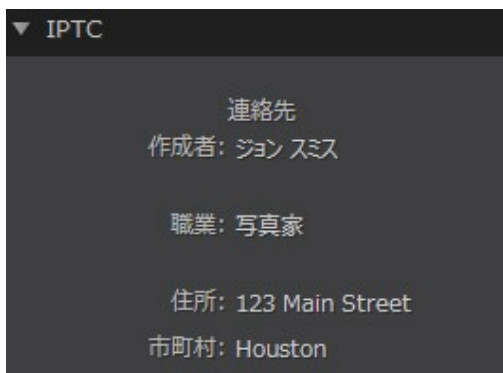 IPTC
連絡先
作成者: ジョン スミス
職業: 写真家
住所: 123 Main Street
市町村: Houston